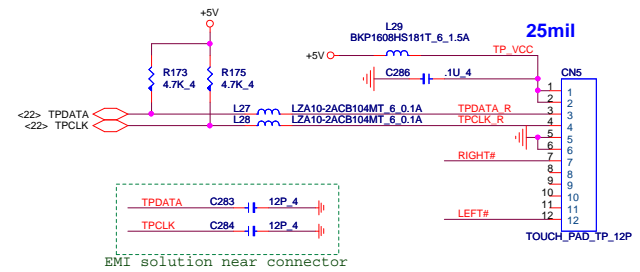 +5V
L29
BKP1608HS181T_6_1.5A
25mil
+5V
TP_VCC
R173
4.7K_4
R175
4.7K_4
C286
.1U_4
CN5
<22> TPDATA
L27
LZA10-2ACB104MT_6_0.1A
TPDATA_R
<22> TPCLK
L28
LZA10-2ACB104MT_6_0.1A
TPCLK_R
RIGHT#
LEFT#
1 1
2 2
3 3
4 4
5 5
6 6
7 7
8 8
9 9
10 10
11 11
12 12
TOUCH_PAD_TP_12P
TPDATA
C283
12P_4
TPCLK
C284
12P_4
EMI solution near connector